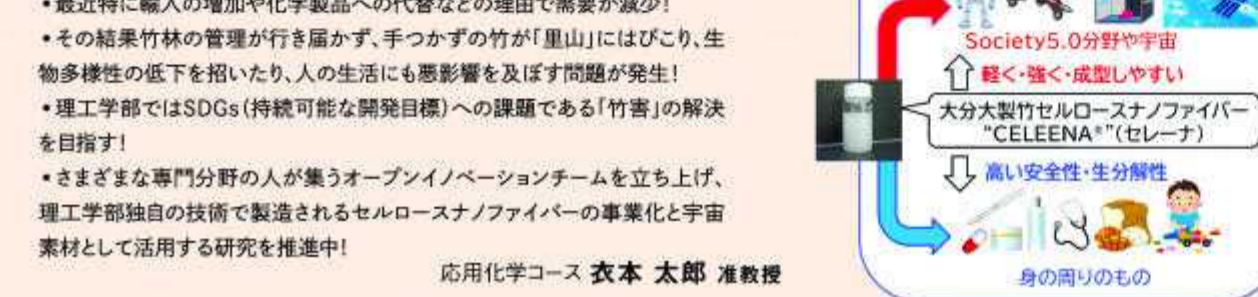 •最近特に輸入の増加や化学製品への代替などの理由で需要が減少!
•その結果竹林の管理が行き届かず、手つかずの竹が「里山」にはびこり、生
物多様性の低下を招いたり、人の生活にも悪影響を及ぼす問題が発生!
•理工学部ではSDGs(持続可能な開発目標)への課題である「竹害」の解決
を目指す!
•さまざまな専門分野の人が集うオープンイノベーションチームを立ち上げ、
理工学部独自の技術で製造されるセルロースナノファイバーの事業化と宇宙
素材として活用する研究を推進中!
応用化学コース 衣本 太郎 准教授
Society5.0分野や宇宙
軽く・強く・成型しやすい
大分大製竹セルロースナノファイバー
"CELEENA®"(セレーナ)
高い安全性・生分解性
身の周りのもの